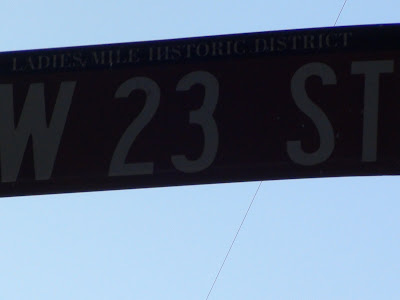 LADIES' MILE HISTORIC DISTRICT
W 23 ST